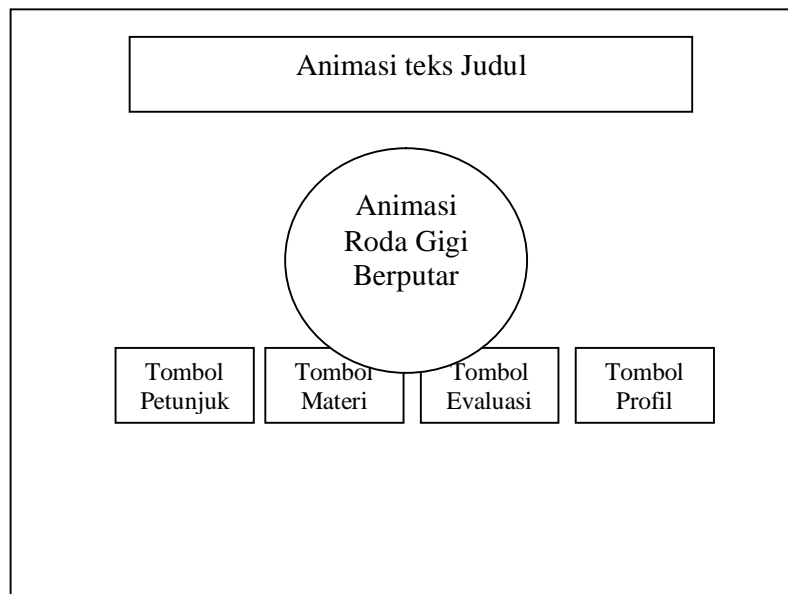 Animasi teks Judul
Animasi
Roda Gigi
Berputar
Tombol
Petunjuk
Tombol
Materi
Tombol
Evaluasi
Tombol
Profil